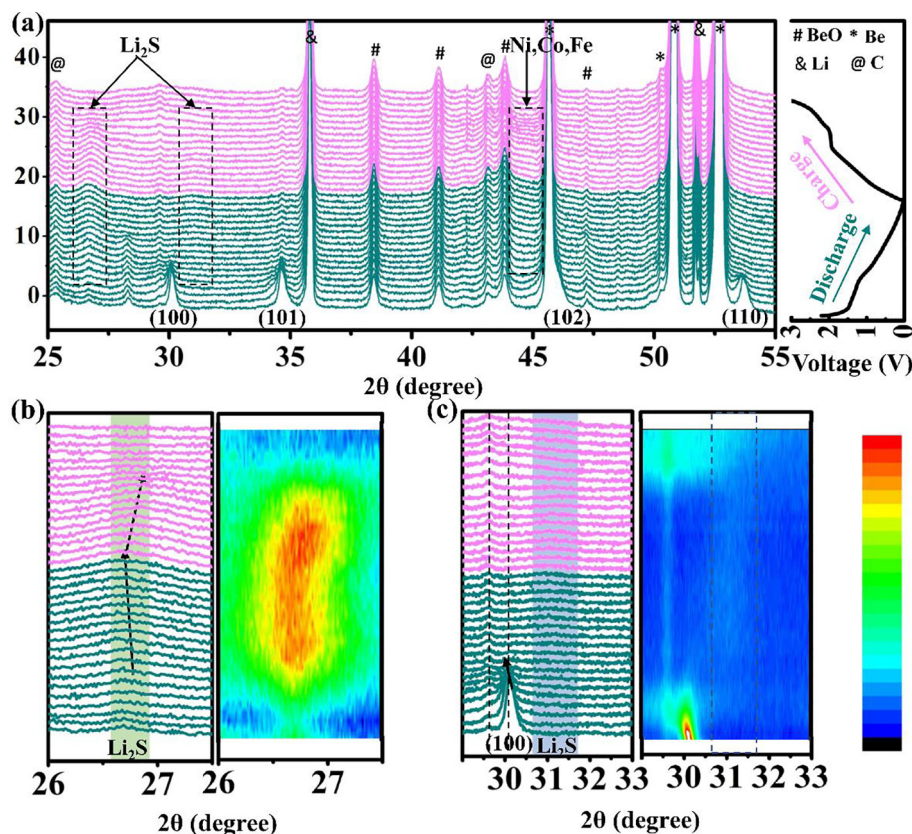 (a)
40
30
20
10
0
@
Li₂S
&
#
#
@
#
Ni,Co,Fe
*
#
*
*
&
*
(100)
(101)
(102)
(110)
25 30 35 40 45 50 55
2θ (degree)
# BeO * Be
& Li @ C
Charge
Discharge
3 2 1 0
Voltage (V)
(b)
Li₂S
26 27 26 27
2θ (degree)
(c)
(100) Li₂S
30 31 32 33 30 31 32 33
2θ (degree)